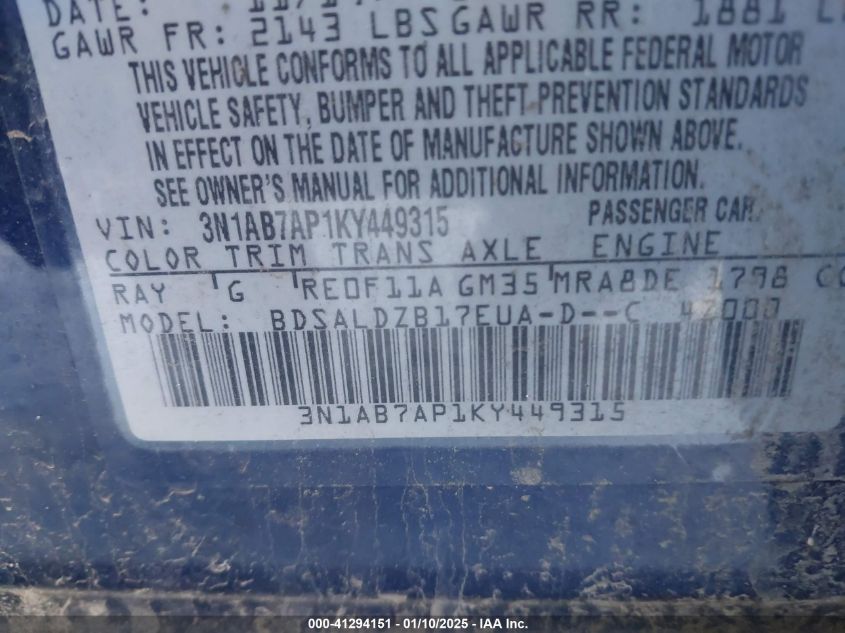 DATE:
GAWR FR: 2143 LBS GAWR RR: 1881
THIS VEHICLE CONFORMS TO ALL APPLICABLE FEDERAL MOTOR
VEHICLE SAFETY, BUMPER AND THEFT PREVENTION STANDARDS
IN EFFECT ON THE DATE OF MANUFACTURE SHOWN ABOVE.
SEE OWNER'S MANUAL FOR ADDITIONAL INFORMATION.
VIN: 3N1AB7AP1KY449315 PASSENGER CAR
COLOR TRIM TRANS AXLE ENGINE
RAY G RE0F11A GM35 MRA8DE 1798
MODEL: BDSALDZB17EUA-D--C
3N1AB7AP1KY449315
000-41294151 - 01/10/2025 - IAA Inc.